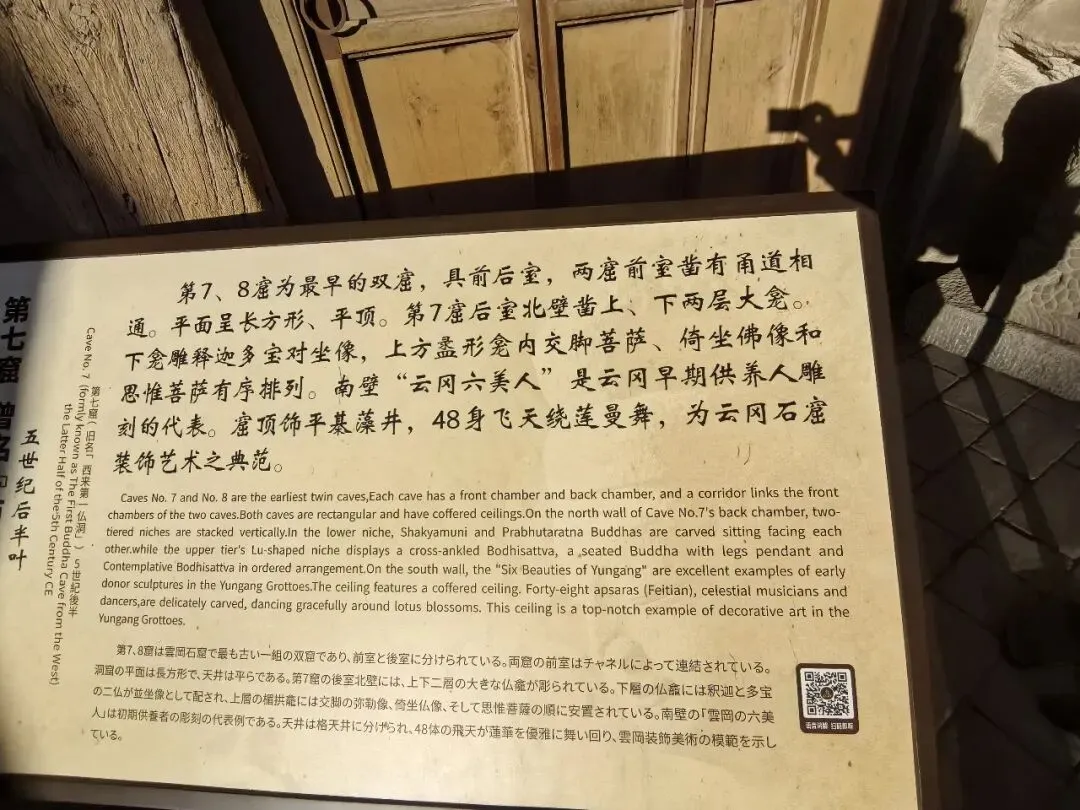 第7、8窟为最早的双窟，具前后室，两窟前室凿有甬道相
通。平面呈长方形、平顶。第7窟后室北壁凿上、下两层大龛。
下龛雕释迦多宝对坐像，上方盝形龛内交脚菩萨、倚坐佛像和
思惟菩萨有序排列。南壁“云冈六美人”是云冈早期供养人雕
刻的代表。窟顶饰平棊藻井，48身飞天绕莲曼舞，为云冈石窟
装饰艺术之典范。
Caves No. 7 and No. 8 are the earliest twin caves,Each cave has a front chamber and back chamber, and a corridor links the front
chambers of the two caves.Both caves are rectangular and have coffered ceilings.On the north wall of Cave No.7's back chamber, two-
tiered niches are stacked vertically.In the lower niche, Shakyamuni and Prabhutaratna Buddhas are carved sitting facing each
other.while the upper tier's Lu-shaped niche displays a cross-ankled Bodhisattva, a seated Buddha with legs pendant and
Contemplative Bodhisattva in ordered arrangement.On the south wall, the "Six Beauties of Yungang" are excellent examples of early
donor sculptures in the Yungang Grottoes.The ceiling features a coffered ceiling. Forty-eight apsaras (Feitian), celestial musicians and
dancers,are delicately carved, dancing gracefully around lotus blossoms. This ceiling is a top-notch example of decorative art in the
Yungang Grottoes.
第7､8窟は雲岡石窟で最も古い一組の双窟であり､前室と後室に分けられている。両窟の前室はチャネルによって連結されている。
洞窟の平面は長方形で､天井は平らである。第7窟の後室北壁には､上下二層の大きな仏龕が彫られている。下層の仏龕には釈迦と多宝
の二仏が並坐像として配され､上層の楣拱龕には交脚の弥勒像､倚坐仏像､そして思惟菩薩の順に安置されている。南壁の｢雲岡の六美
人｣は初期供養者の彫刻の代表例である。天井は格天井に分けられ､48体の飛天が蓮華を優雅に舞い回り､雲岡装飾美術の模範を示し
ている。
第七窟
曾名
五世纪后半叶
第七窟(旧名｢西来第一仏洞｣) 5世紀後半
Cave No. 7 (formly known as The First Buddha Cave from the West)
the Latter Half of the 5th Century CE